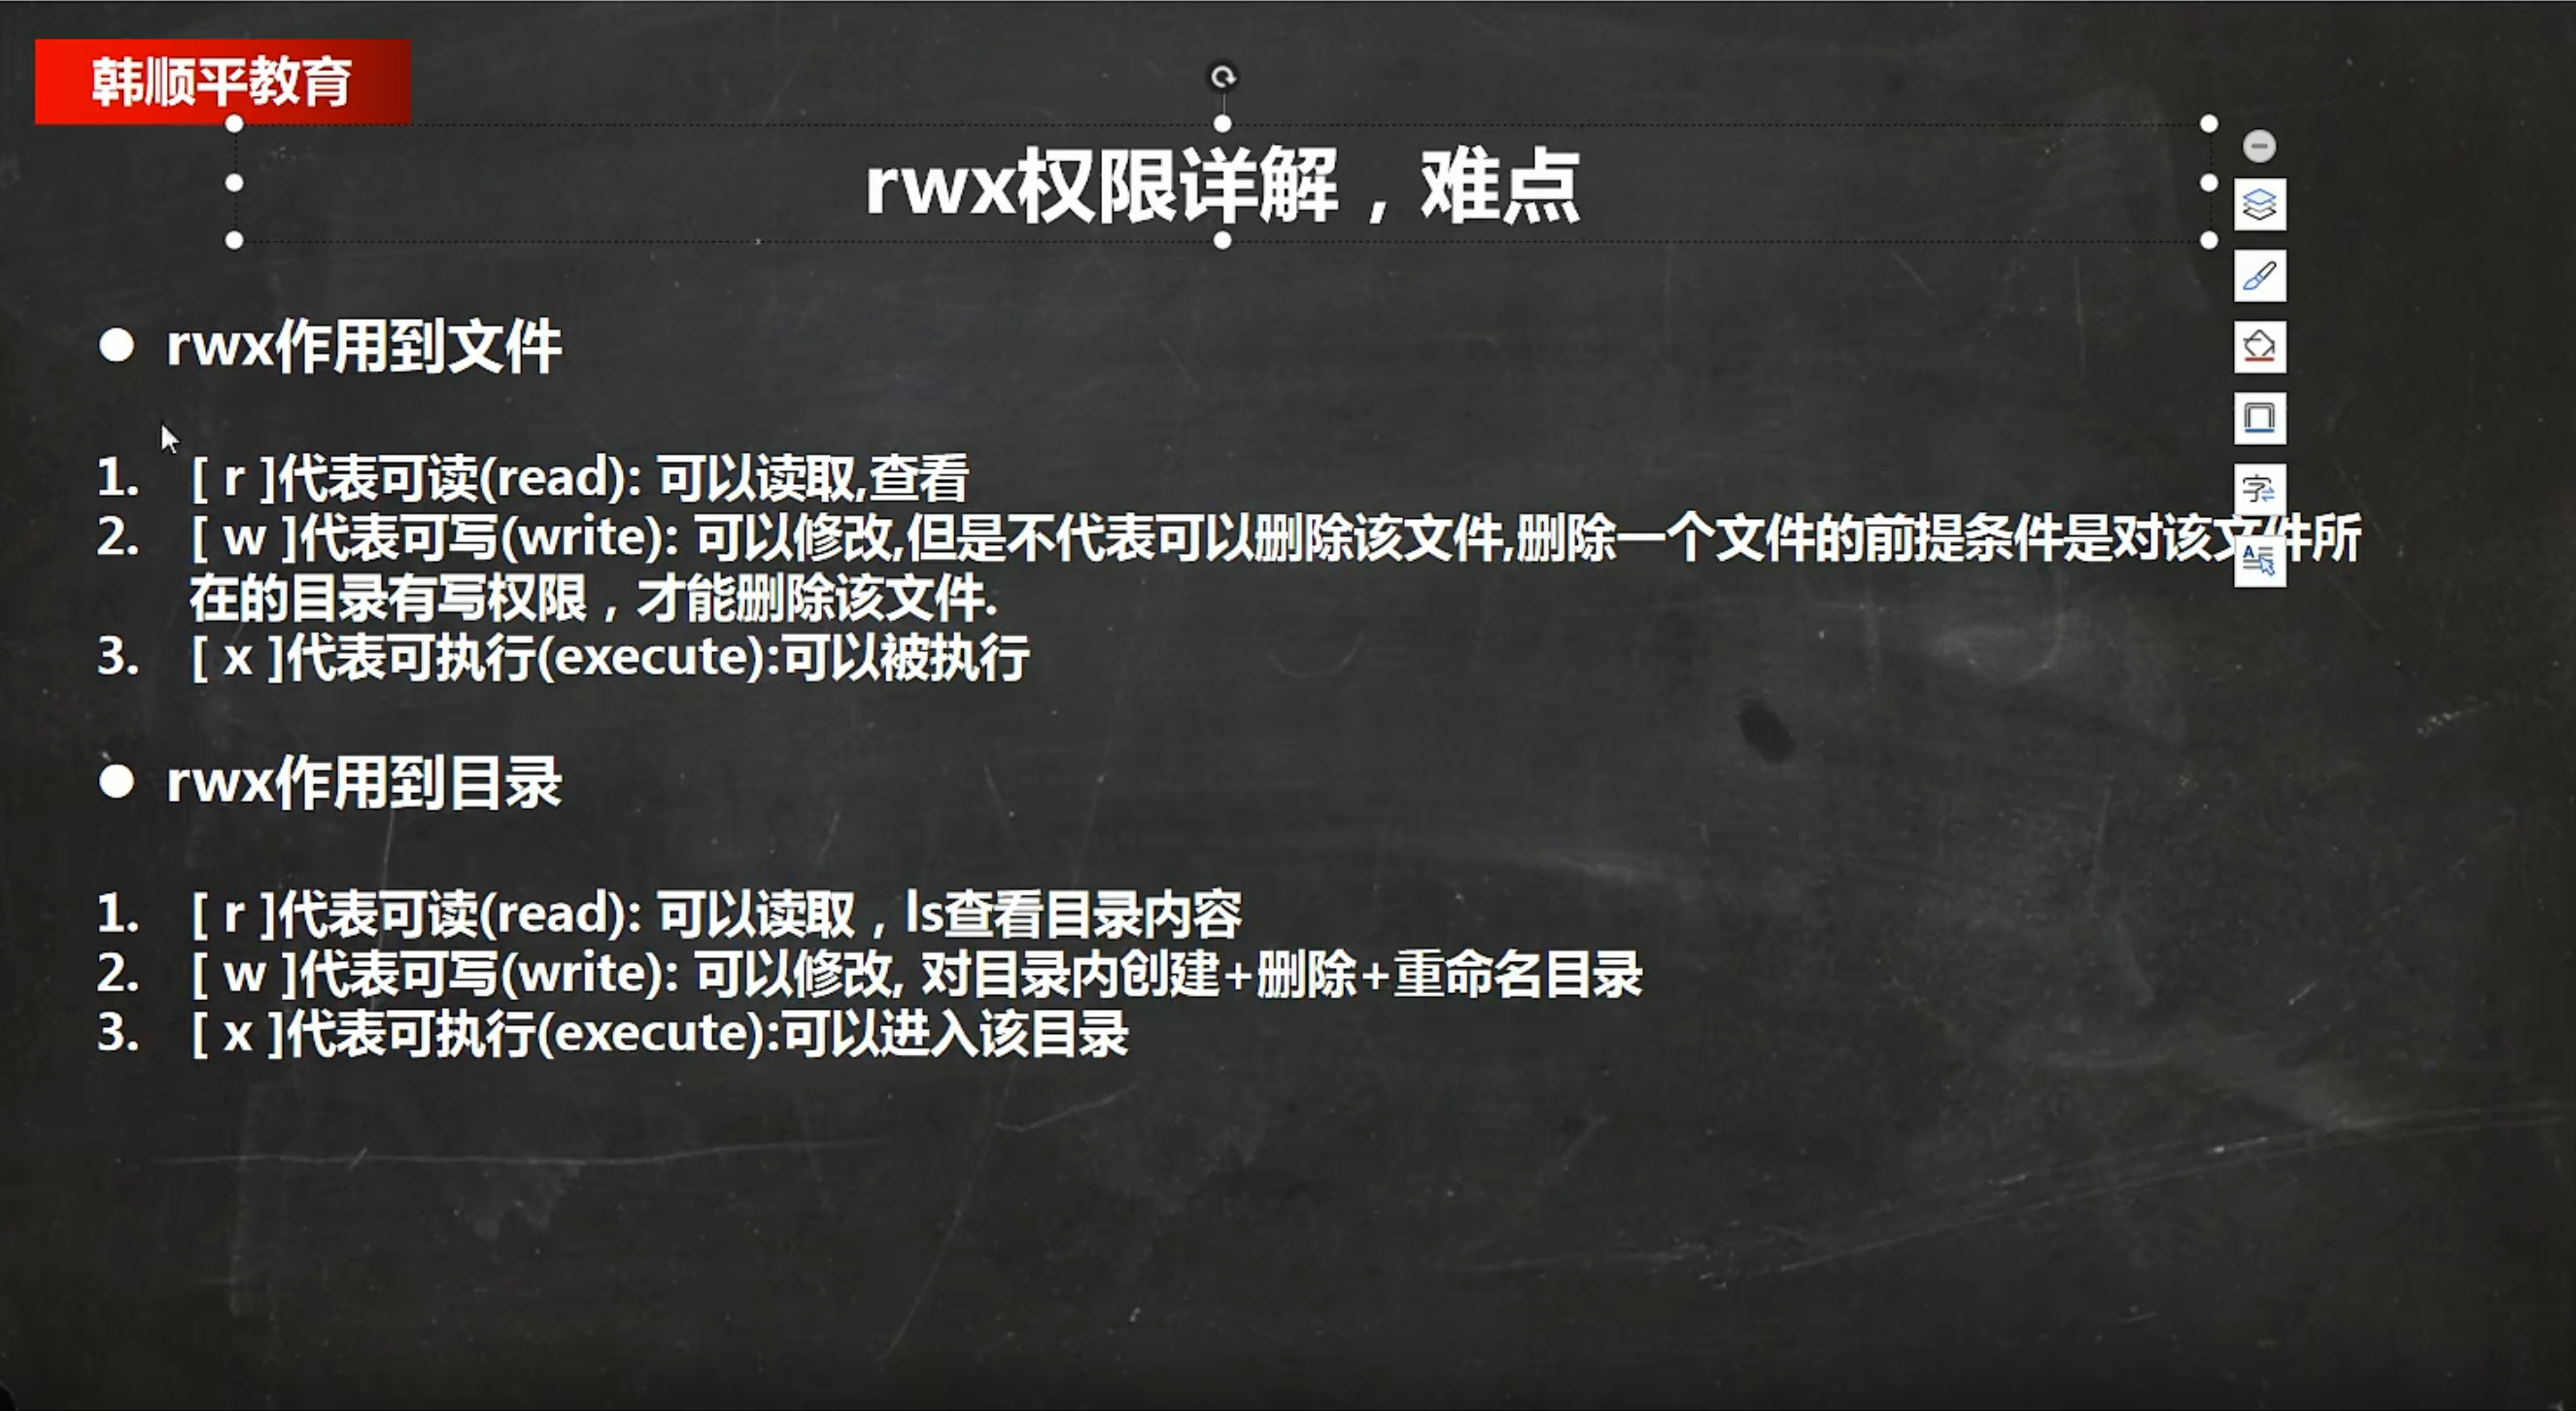 韩顺平教育
rwx权限详解，难点
● rwx作用到文件
1. [ r ]代表可读(read): 可以读取,查看
2. [ w ]代表可写(write): 可以修改,但是不代表可以删除该文件,删除一个文件的前提条件是对该文件所
在的目录有写权限，才能删除该文件.
3. [ x ]代表可执行(execute):可以被执行
● rwx作用到目录
1. [ r ]代表可读(read): 可以读取，ls查看目录内容
2. [ w ]代表可写(write): 可以修改, 对目录内创建+删除+重命名目录
3. [ x ]代表可执行(execute):可以进入该目录